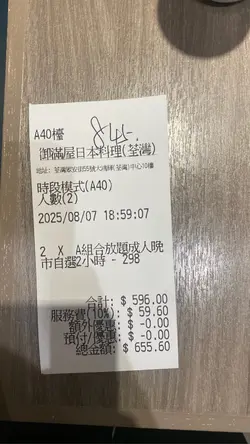 A40檯
845-
御滿屋日本料理(荃灣)
時段模式(A40)
人數(2)
2025/08/07 18:59:07
2 X A組合放題成人晚
市自選2小時 - 298
合計: $ 596.00
服務費(10%): $ 59.60
額外優惠: $ -0.00
預付/優惠: $ -0.00
總金額: $ 655.60